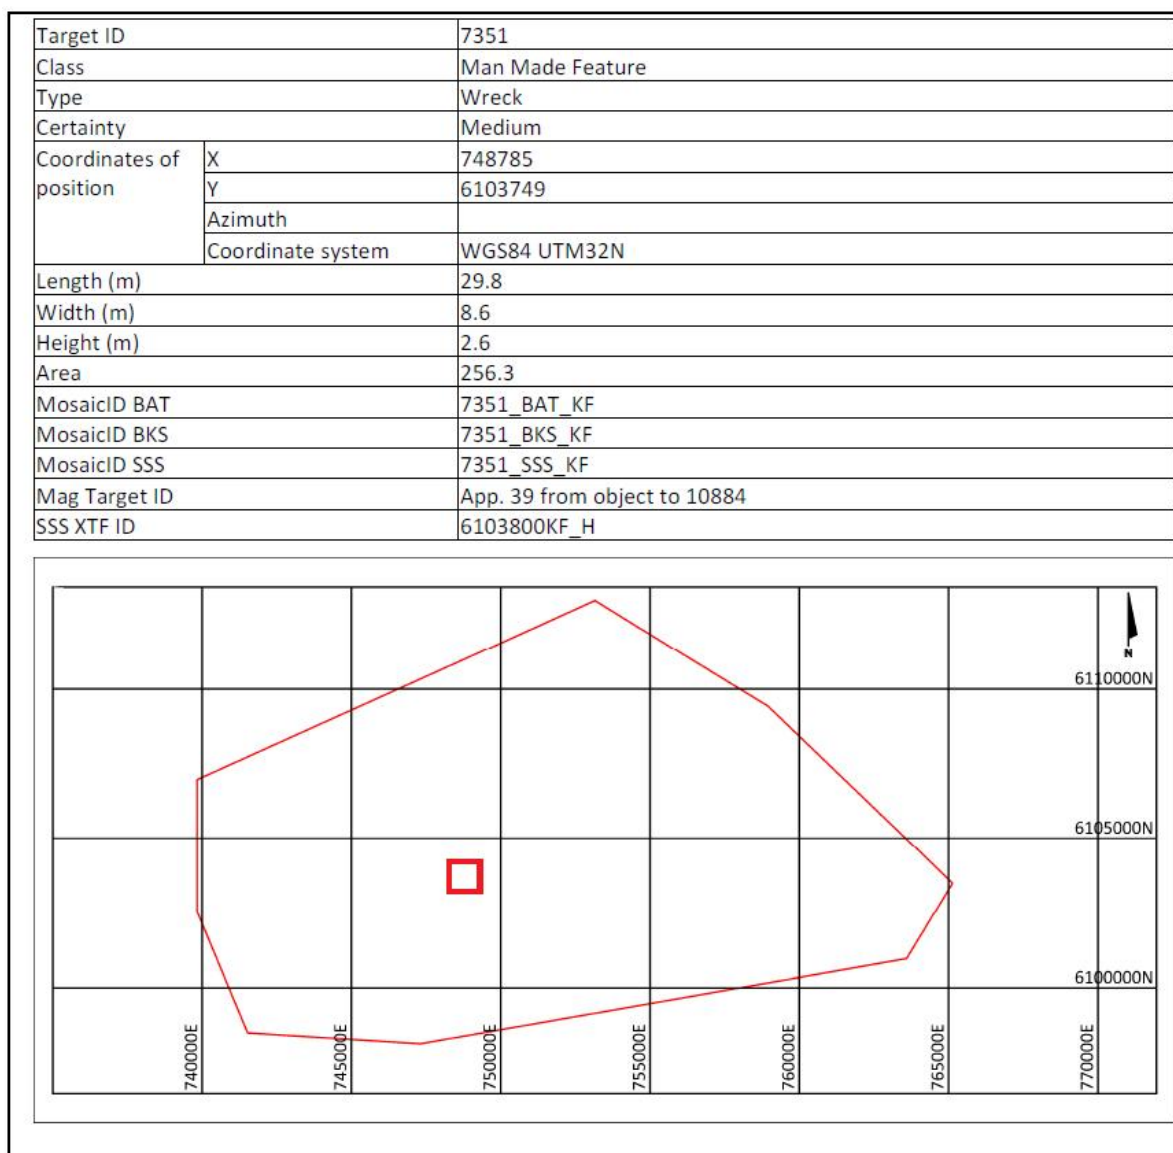 Target ID 7351
Class Man Made Feature
Type Wreck
Certainty Medium
Coordinates of position X 748785
Y 6103749
Azimuth
Coordinate system WGS84 UTM32N
Length (m) 29.8
Width (m) 8.6
Height (m) 2.6
Area 256.3
MosaicID BAT 7351_BAT_KF
MosaicID BKS 7351_BKS_KF
MosaicID SSS 7351_SSS_KF
Mag Target ID App. 39 from object to 10884
SSS XTF ID 6103800KF_H
N
6110000N
6105000N
6100000N
740000E
745000E
750000E
755000E
760000E
765000E
770000E